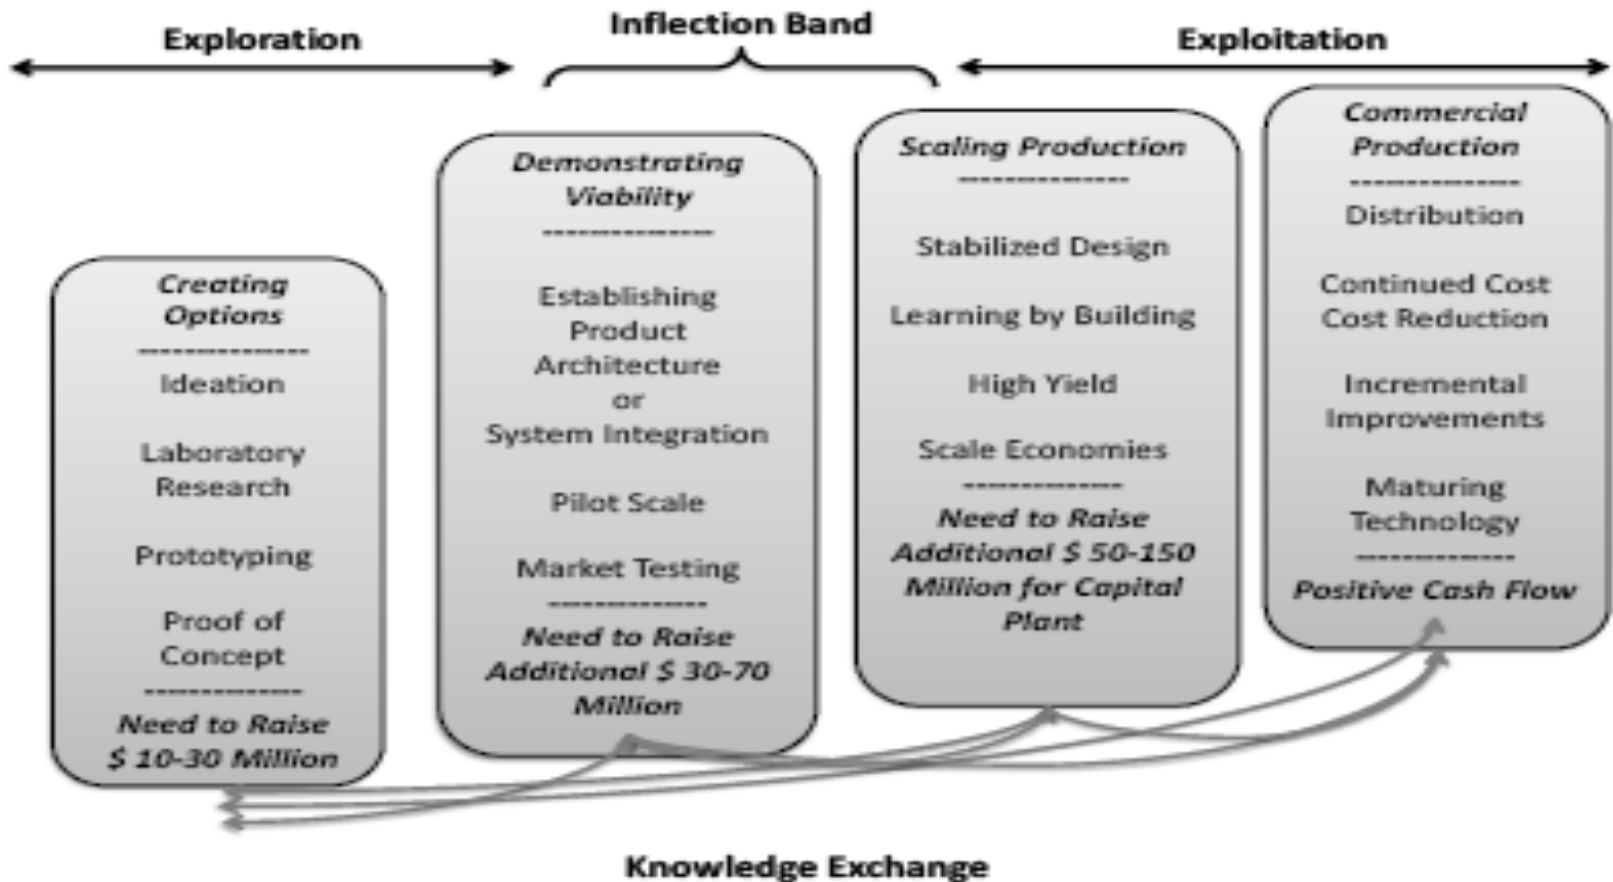 Exploration
Inflection Band
Exploitation
Creating
Options
---------------
Ideation
Laboratory
Research
Prototyping
Proof of
Concept
--------------
Need to Raise
$ 10-30 Million
Demonstrating
Viability
---------------
Establishing
Product
Architecture
or
System Integration
Pilot Scale
Market Testing
--------------
Need to Raise
Additional $ 30-70
Million
Scaling Production
---------------
Stabilized Design
Learning by Building
High Yield
Scale Economies
--------------
Need to Raise
Additional $ 50-150
Million for Capital
Plant
Commercial
Production
---------------
Distribution
Continued Cost
Cost Reduction
Incremental
Improvements
Maturing
Technology
--------------
Positive Cash Flow
Knowledge Exchange